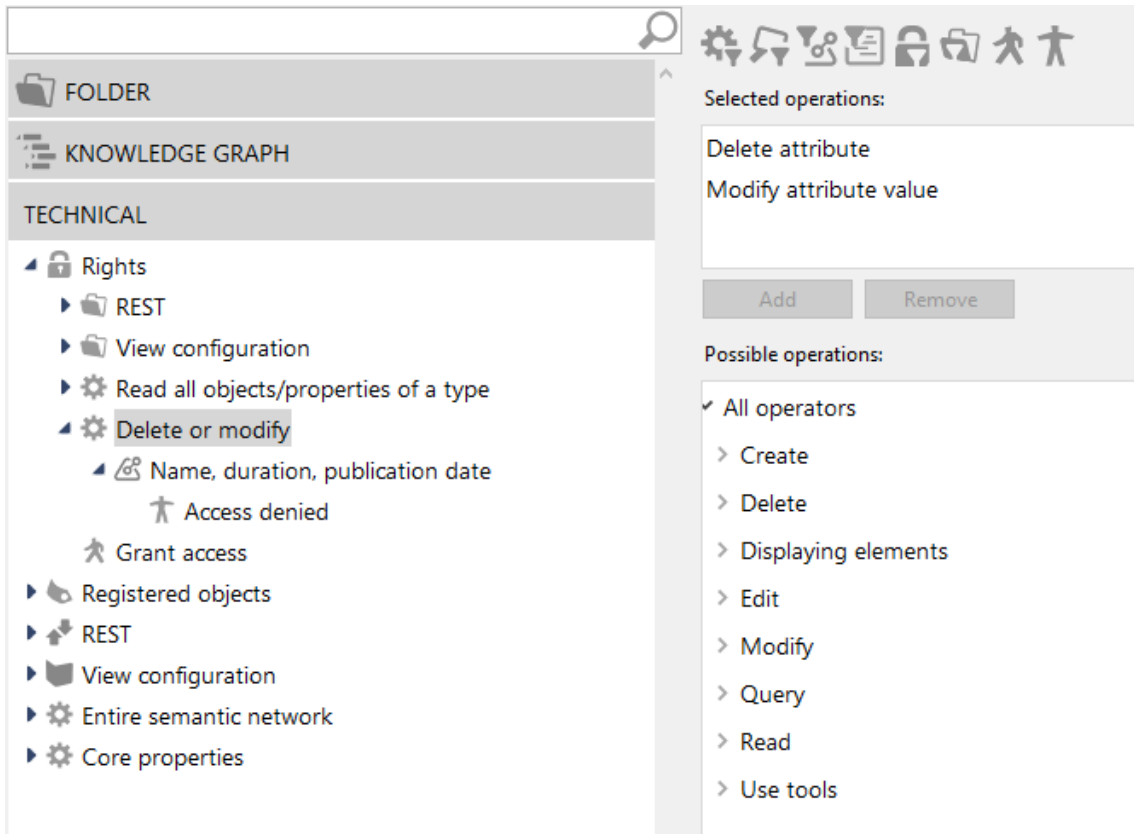 FOLDER
KNOWLEDGE GRAPH
TECHNICAL
Rights
REST
View configuration
Read all objects/properties of a type
Delete or modify
Name, duration, publication date
Access denied
Grant access
Registered objects
REST
View configuration
Entire semantic network
Core properties
Selected operations:
Delete attribute
Modify attribute value
Add Remove
Possible operations:
All operators
Create
Delete
Displaying elements
Edit
Modify
Query
Read
Use tools